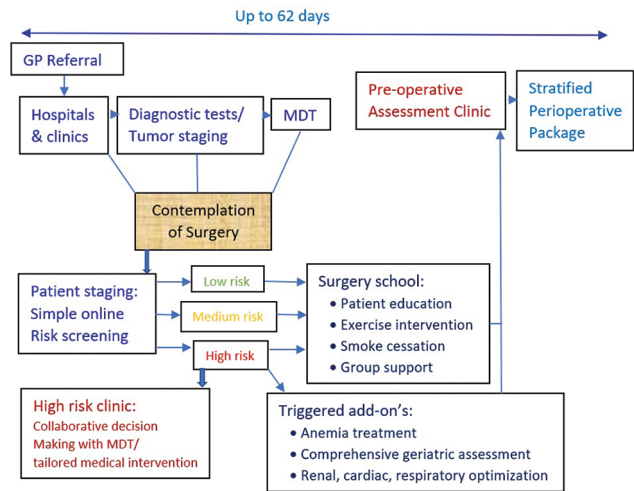 Up to 62 days
GP Referral
Hospitals
& clinics
Diagnostic tests/
Tumor staging
MDT
Pre-operative
Assessment Clinic
Stratified
Perioperative
Package
Contemplation
of Surgery
Patient staging:
Simple online
Risk screening
Low risk
Medium risk
High risk
Surgery school:
• Patient education
• Exercise intervention
• Smoke cessation
• Group support
High risk clinic:
Collaborative decision
Making with MDT/
tailored medical intervention
Triggered add-on's:
• Anemia treatment
• Comprehensive geriatric assessment
• Renal, cardiac, respiratory optimization